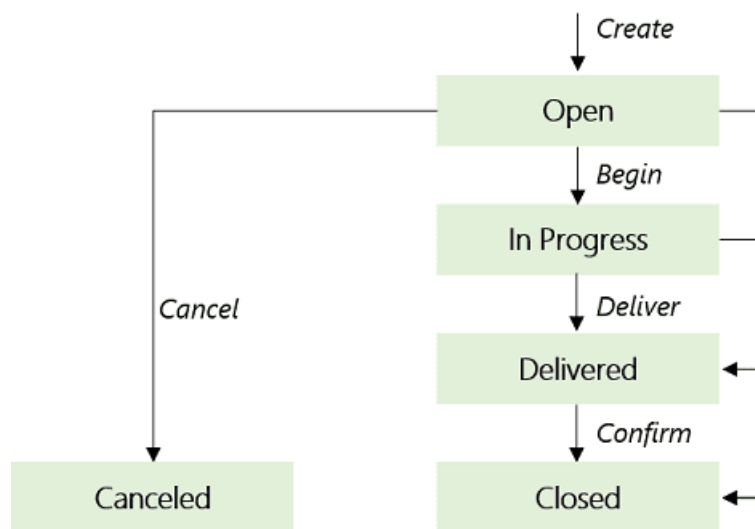 Create
Open
Begin
In Progress
Cancel
Deliver
Delivered
Confirm
Canceled
Closed